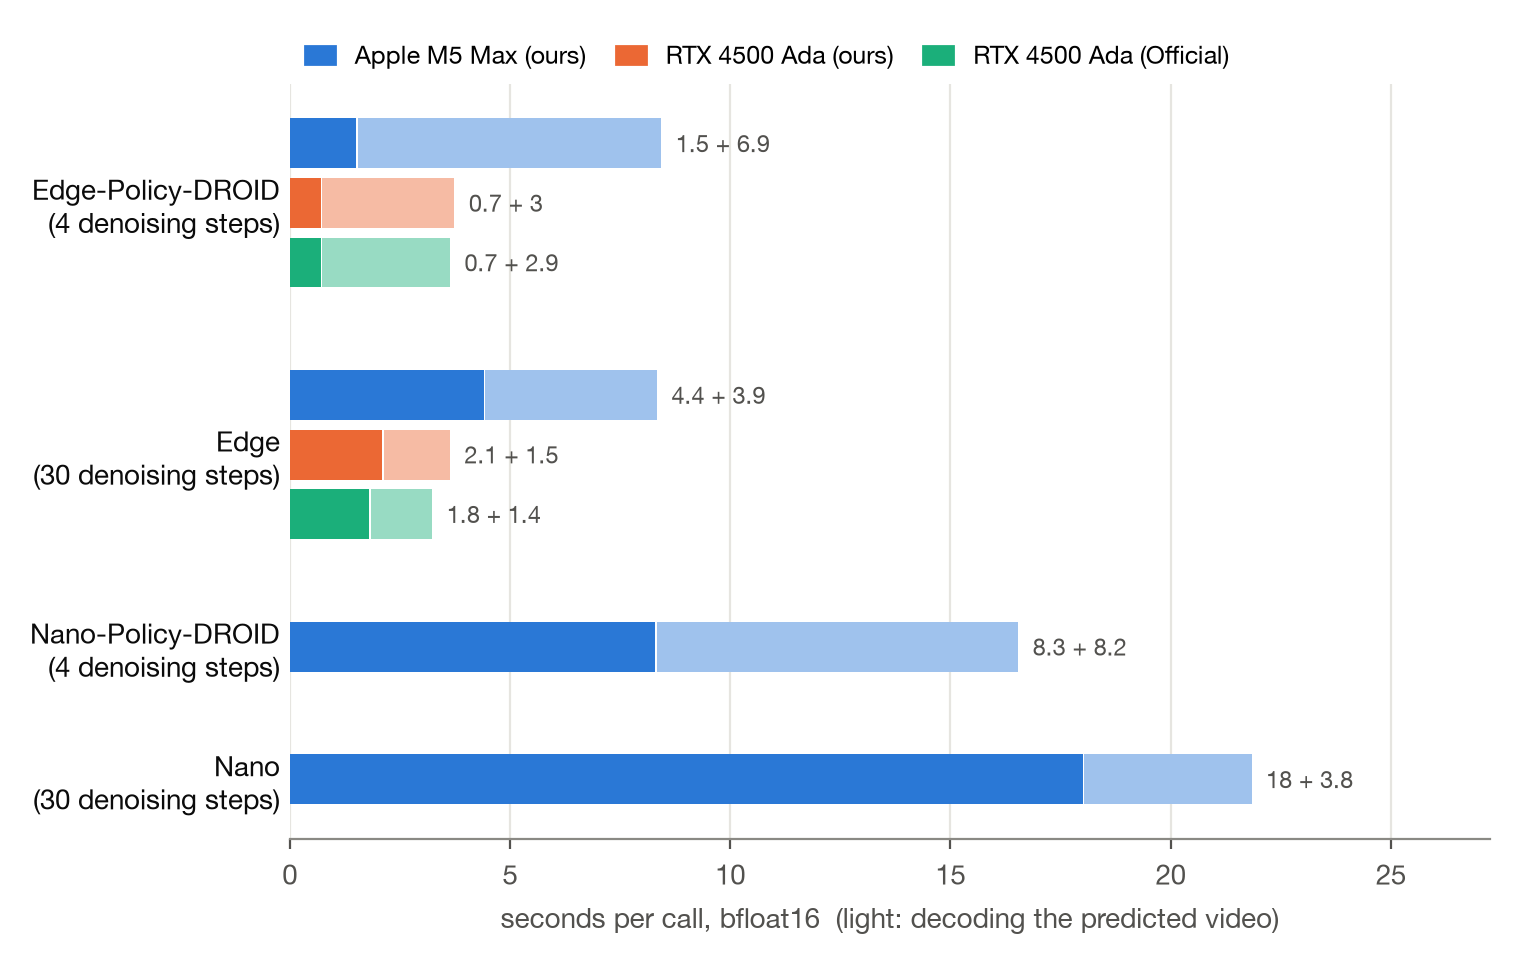 Apple M5 Max (ours) RTX 4500 Ada (ours) RTX 4500 Ada (Official)
1.5 + 6.9
Edge-Policy-DROID
(4 denoising steps)
0.7 + 3
0.7 + 2.9
4.4 + 3.9
Edge
(30 denoising steps)
2.1 + 1.5
1.8 + 1.4
Nano-Policy-DROID
(4 denoising steps)
8.3 + 8.2
Nano
(30 denoising steps)
18 + 3.8
0 5 10 15 20 25
seconds per call, bfloat16 (light: decoding the predicted video)